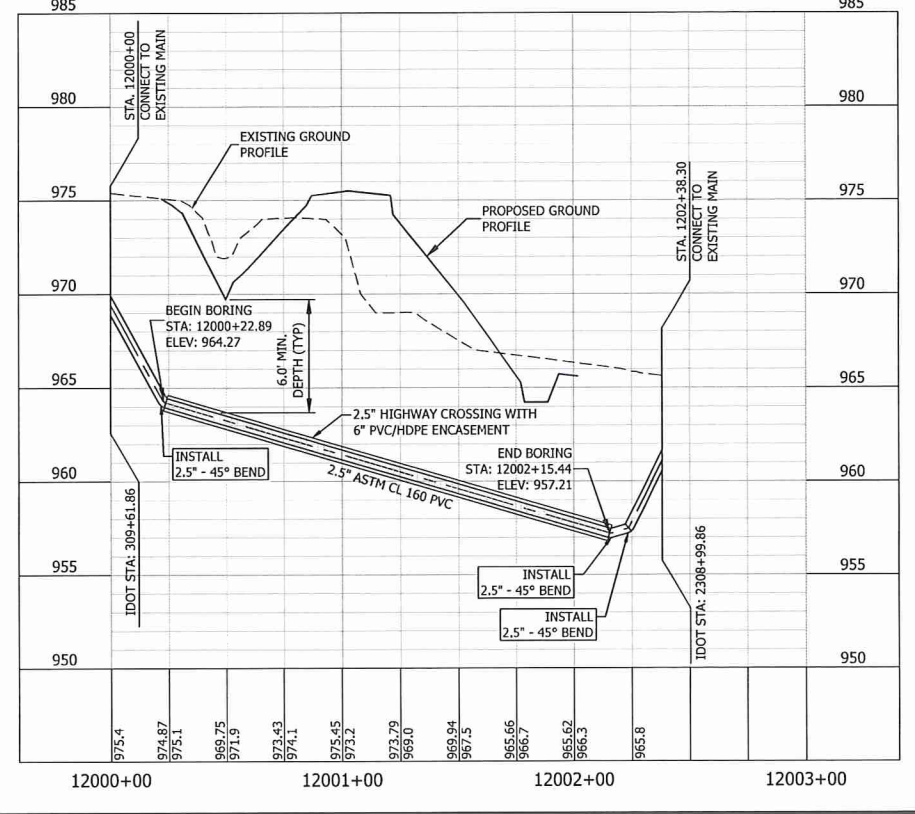 985
985
980
980
975
975
970
970
965
965
960
960
955
955
950
950
STA. 12000+00
CONNECT TO
EXISTING MAIN
EXISTING GROUND
PROFILE
PROPOSED GROUND
PROFILE
STA. 1202+38.30
CONNECT TO
EXISTING MAIN
BEGIN BORING
STA: 12000+22.89
ELEV: 964.27
6.0' MIN.
DEPTH (TYP)
2.5" HIGHWAY CROSSING WITH
6" PVC/HDPE ENCASEMENT
INSTALL
2.5" - 45° BEND
2.5" ASTM CL 160 PVC
END BORING
STA: 12002+15.44
ELEV: 957.21
INSTALL
2.5" - 45° BEND
INSTALL
2.5" - 45° BEND
IDOT STA: 309+61.86
IDOT STA: 2308+99.86
975.4
974.87
975.1
969.75
971.9
973.43
974.1
975.45
973.2
973.79
969.0
969.94
967.5
965.66
966.7
965.62
966.3
965.8
12000+00
12001+00
12002+00
12003+00